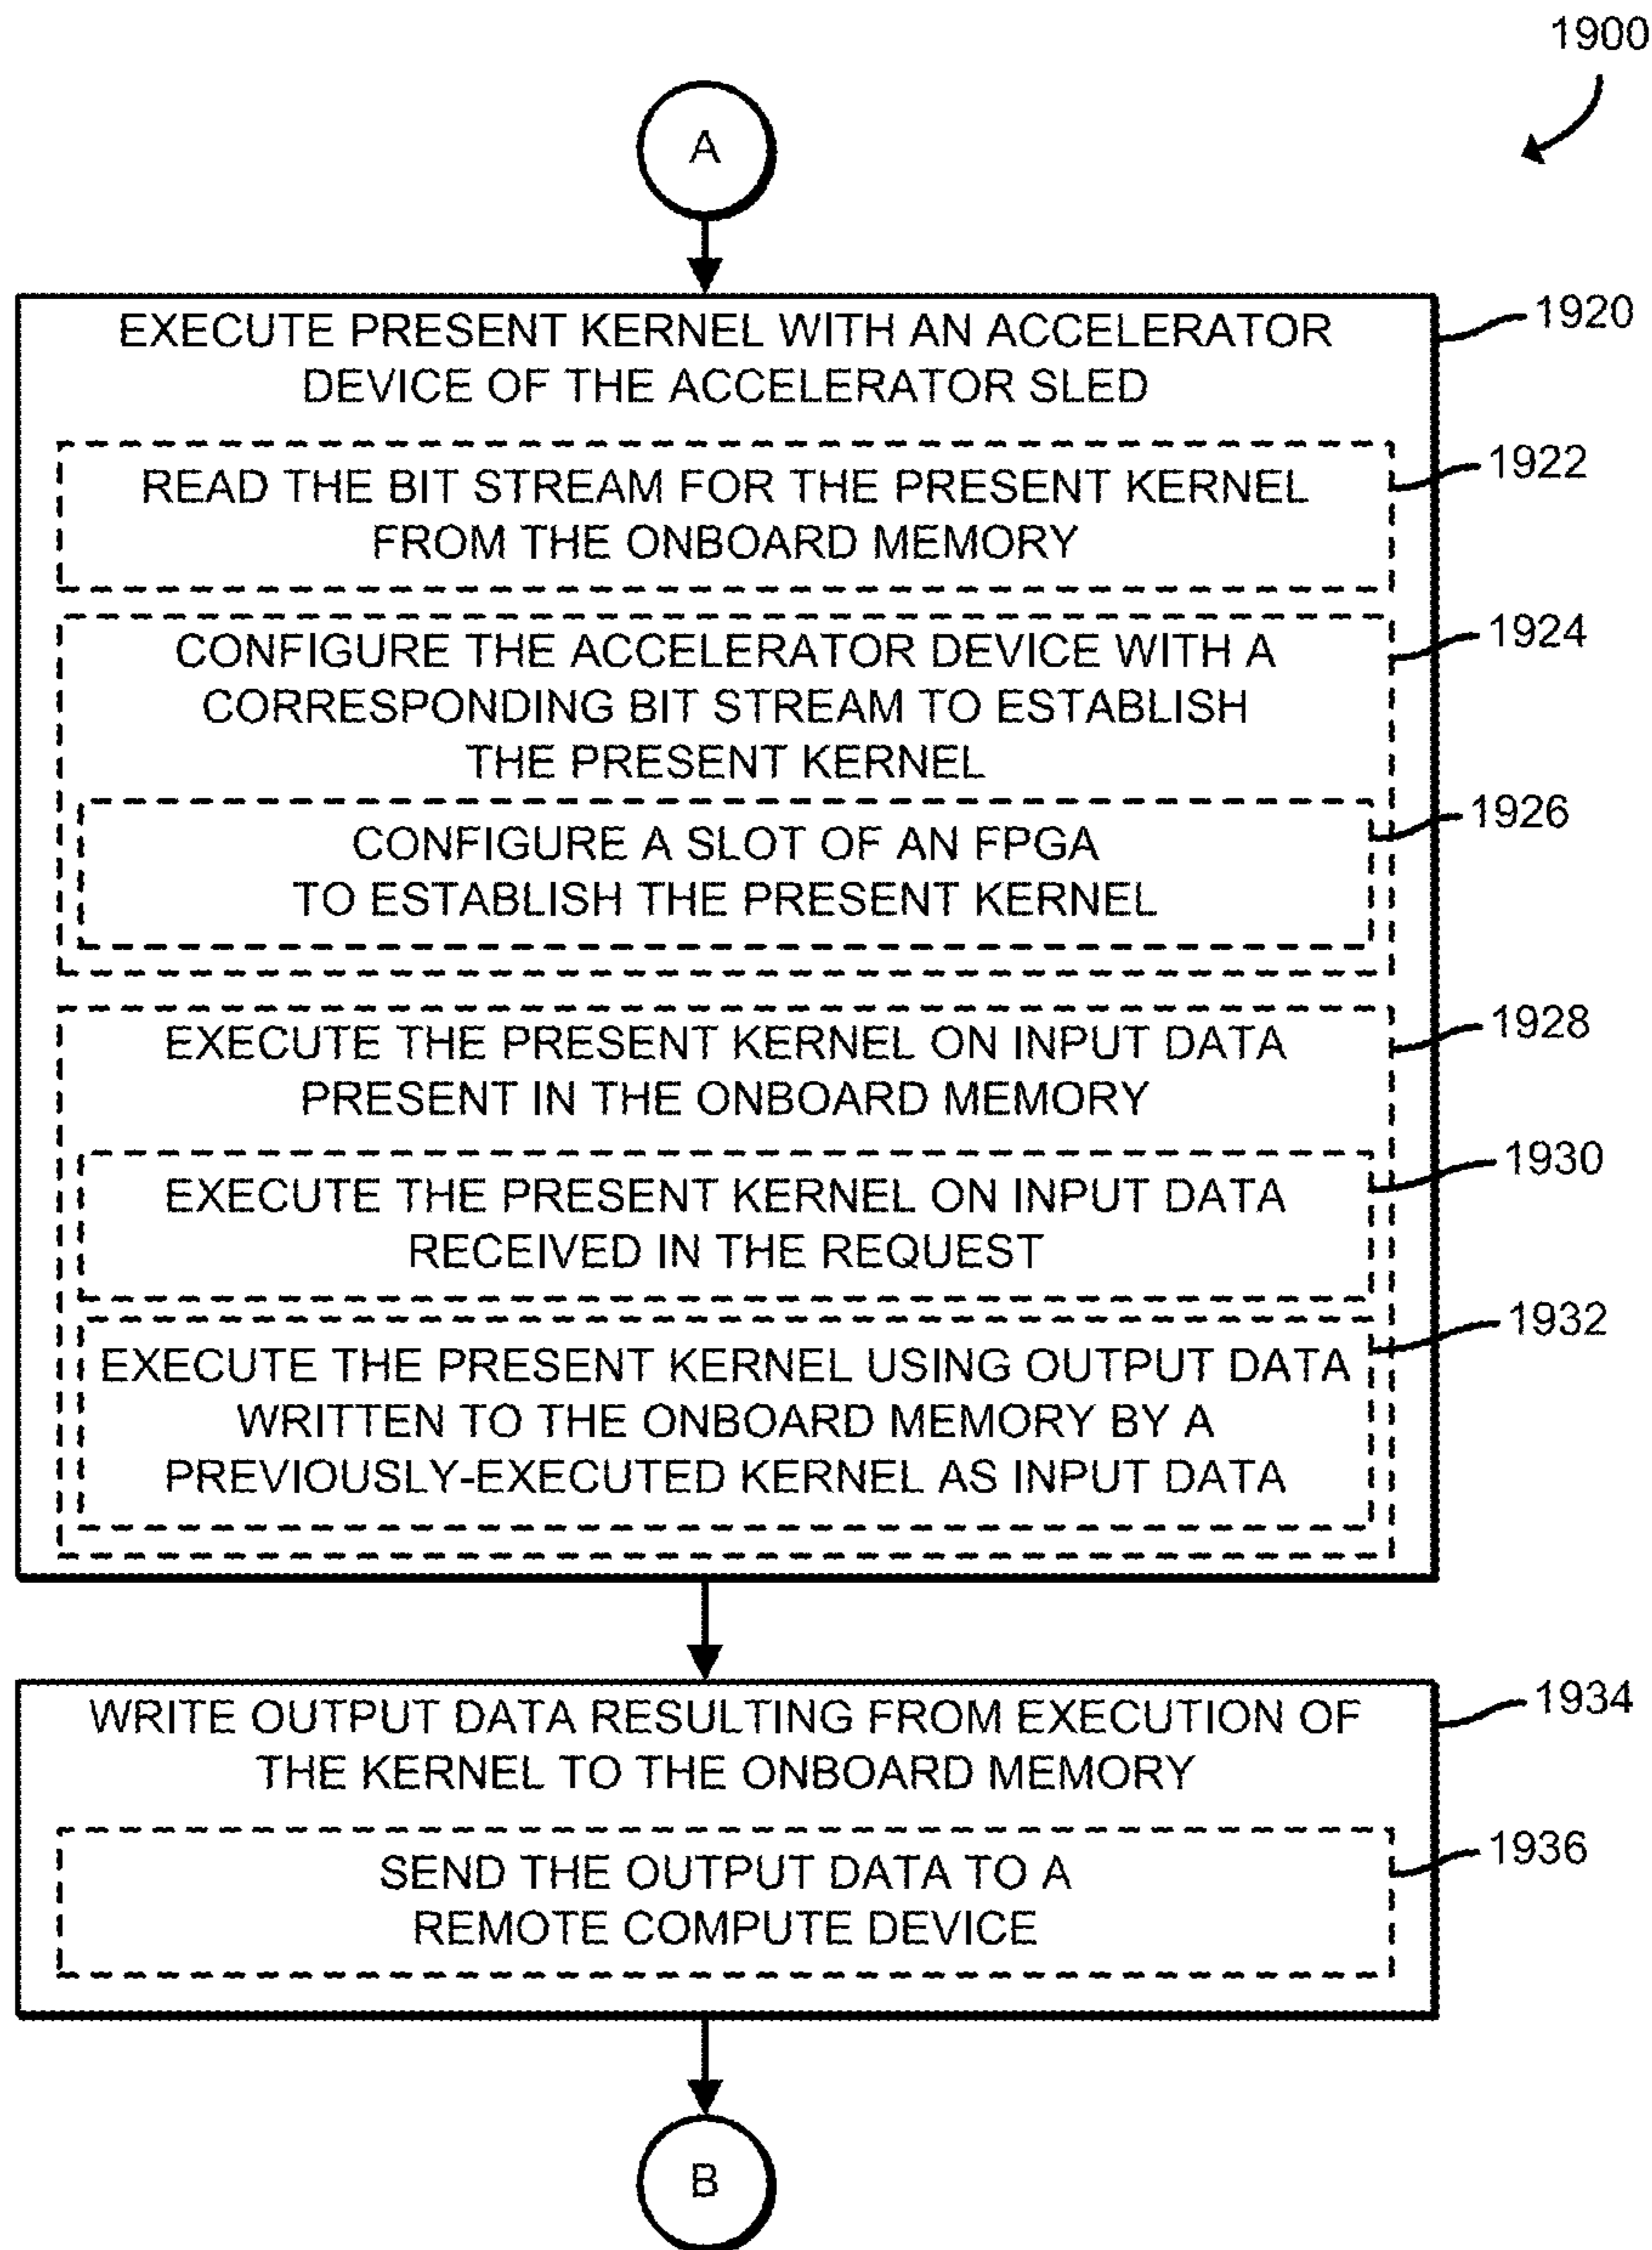 1900
A
EXECUTE PRESENT KERNEL WITH AN ACCELERATOR
DEVICE OF THE ACCELERATOR SLED
1920
READ THE BIT STREAM FOR THE PRESENT KERNEL
FROM THE ONBOARD MEMORY
1922
CONFIGURE THE ACCELERATOR DEVICE WITH A
CORRESPONDING BIT STREAM TO ESTABLISH
THE PRESENT KERNEL
1924
CONFIGURE A SLOT OF AN FPGA
TO ESTABLISH THE PRESENT KERNEL
1926
EXECUTE THE PRESENT KERNEL ON INPUT DATA
PRESENT IN THE ONBOARD MEMORY
1928
EXECUTE THE PRESENT KERNEL ON INPUT DATA
RECEIVED IN THE REQUEST
1930
EXECUTE THE PRESENT KERNEL USING OUTPUT DATA
WRITTEN TO THE ONBOARD MEMORY BY A
PREVIOUSLY-EXECUTED KERNEL AS INPUT DATA
1932
WRITE OUTPUT DATA RESULTING FROM EXECUTION OF
THE KERNEL TO THE ONBOARD MEMORY
1934
SEND THE OUTPUT DATA TO A
REMOTE COMPUTE DEVICE
1936
B